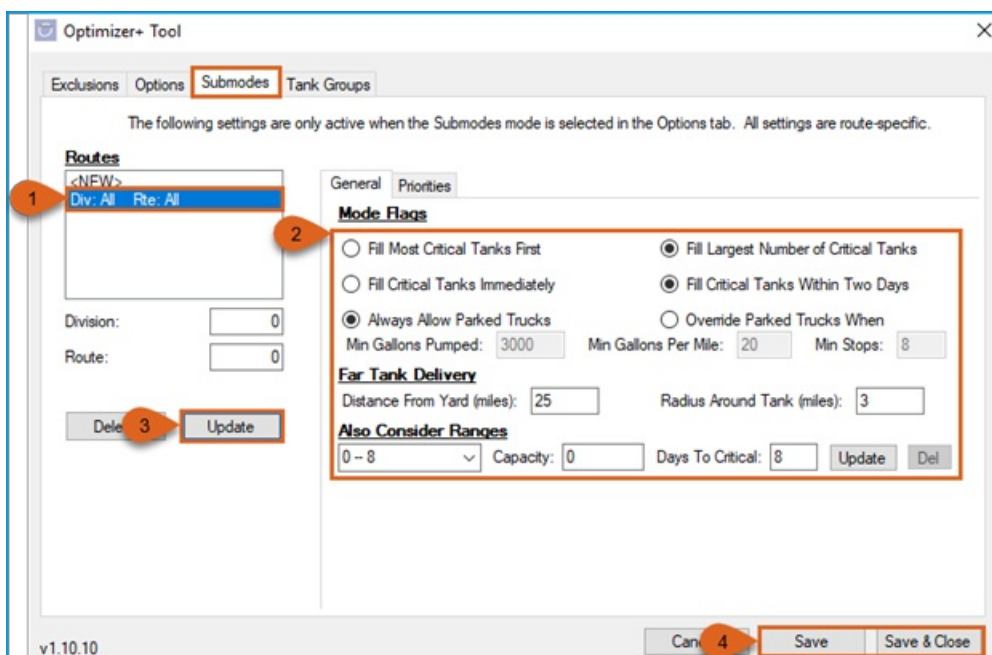 Optimizer+ Tool
Exclusions Options Submodes Tank Groups
The following settings are only active when the Submodes mode is selected in the Options tab. All settings are route-specific.
Routes
<NEW>
1 Div: All Rte: All
General Priorities
Mode Flags
2
Fill Most Critical Tanks First Fill Largest Number of Critical Tanks
Fill Critical Tanks Immediately Fill Critical Tanks Within Two Days
Division: 0
Always Allow Parked Trucks Override Parked Trucks When
Route: 0
Min Gallons Pumped: 3000 Min Gallons Per Mile: 20 Min Stops: 8
Far Tank Delivery
Distance From Yard (miles): 25 Radius Around Tank (miles): 3
Dele 3 Update
Also Consider Ranges
0 -- 8 Capacity: 0 Days To Critical: 8 Update Del
v1.10.10
Can 4 Save Save & Close